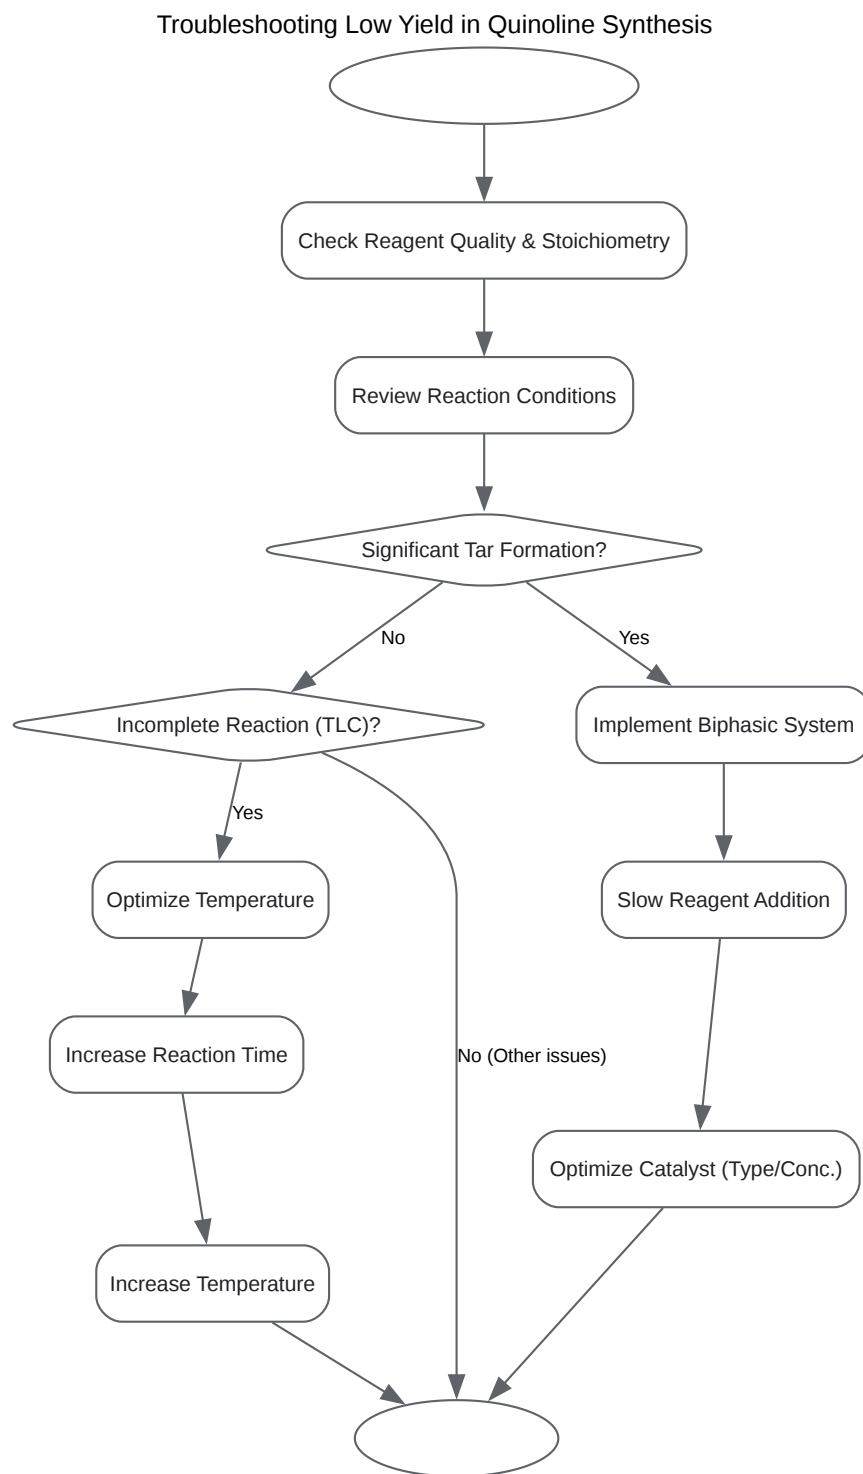 Troubleshooting Low Yield in Quinoline Synthesis
Check Reagent Quality & Stoichiometry
Review Reaction Conditions
Significant Tar Formation?
No
Yes
Incomplete Reaction (TLC)?
Implement Biphasic System
Yes
Optimize Temperature
Slow Reagent Addition
Increase Reaction Time
No (Other issues)
Optimize Catalyst (Type/Conc.)
Increase Temperature